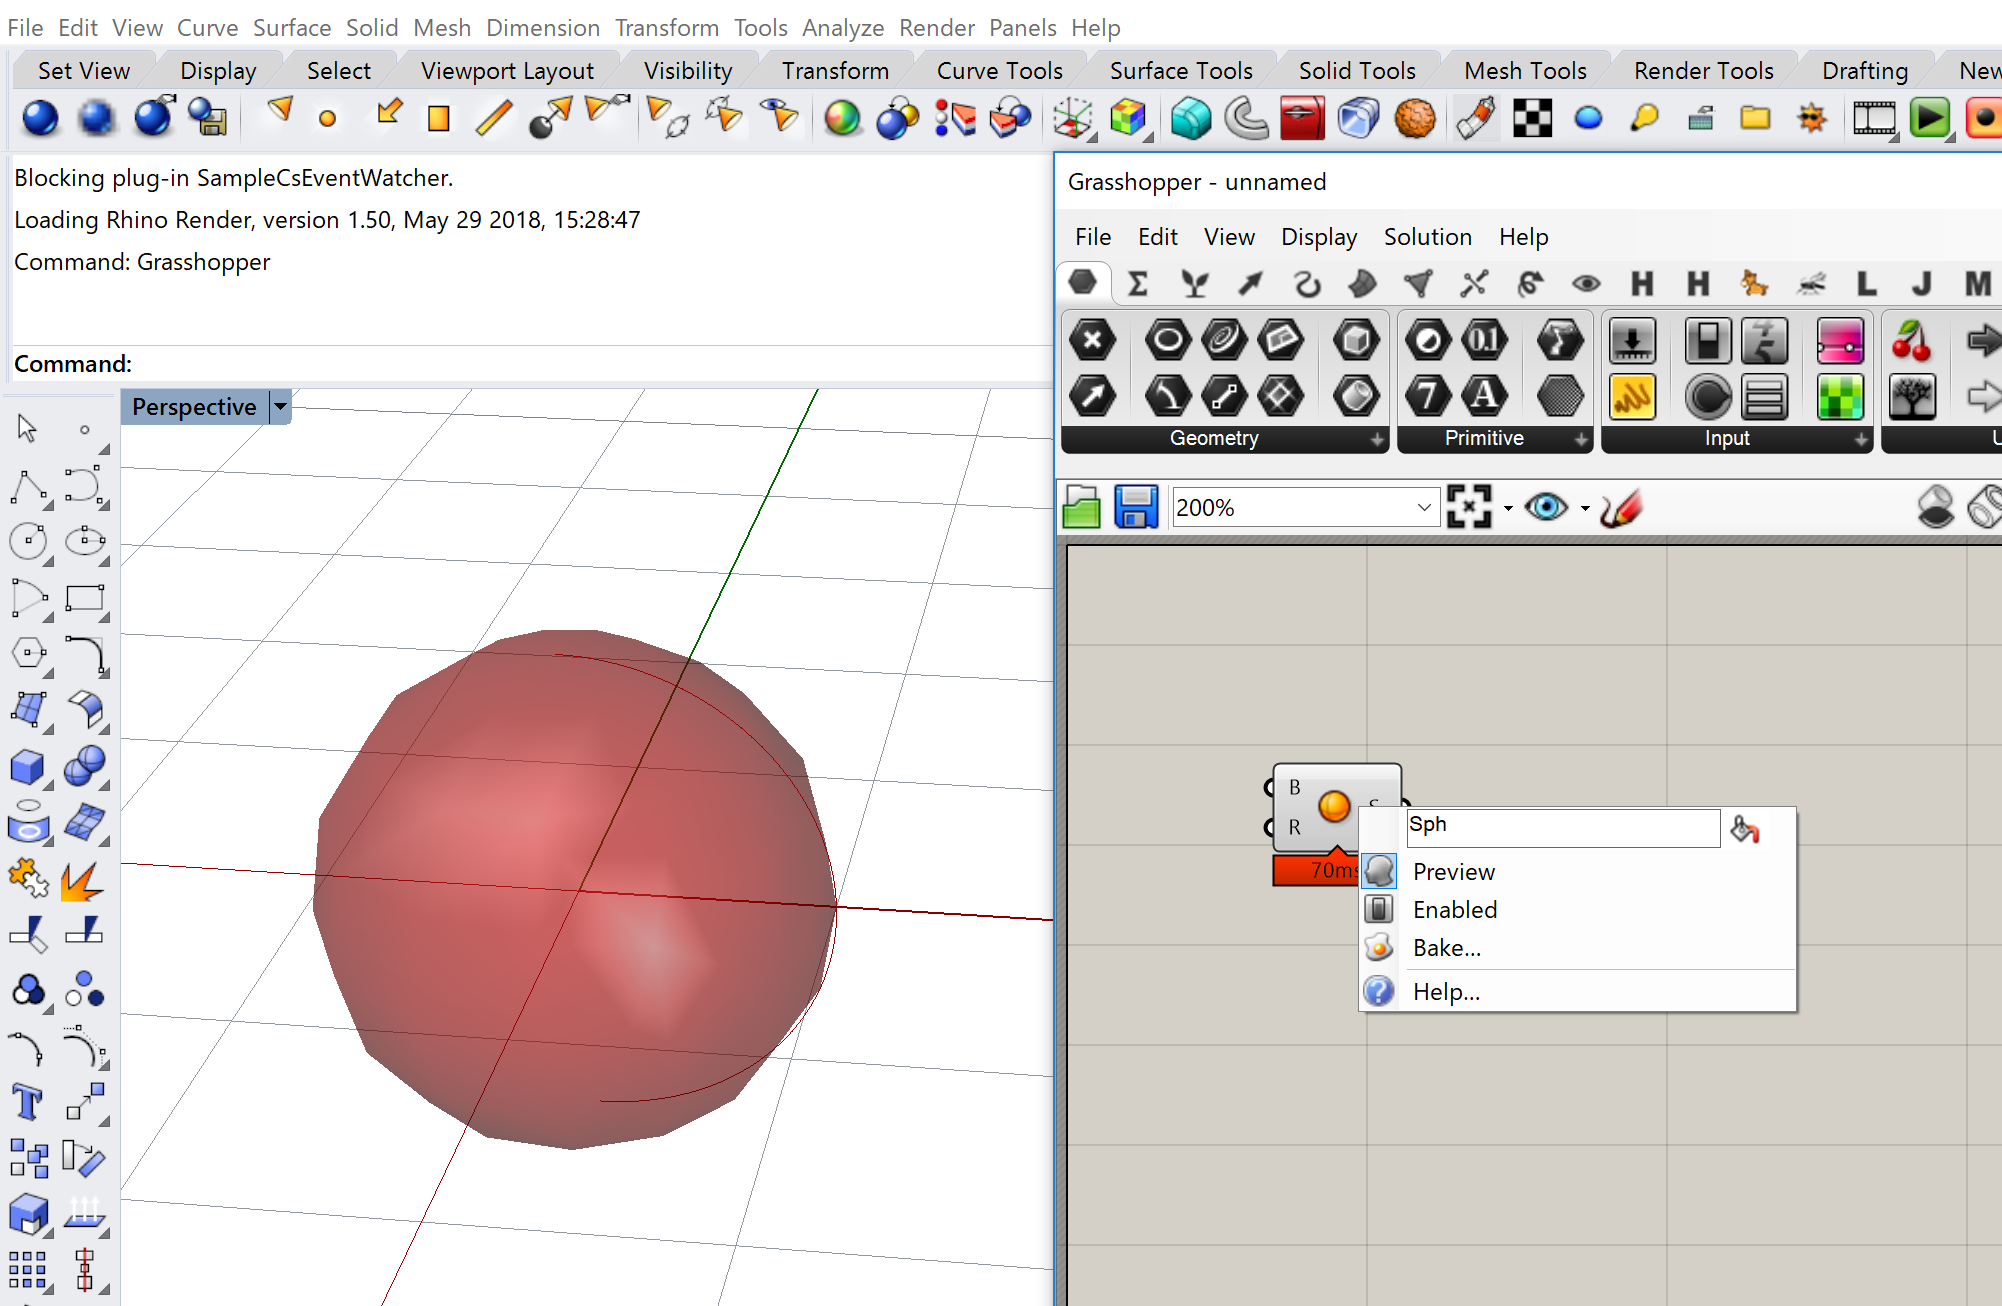 File Edit View Curve Surface Solid Mesh Dimension Transform Tools Analyze Render Panels Help
Set View Display Select Viewport Layout Visibility Transform Curve Tools Surface Tools Solid Tools Mesh Tools Render Tools Drafting New
Blocking plug-in SampleCsEventWatcher.
Loading Rhino Render, version 1.50, May 29 2018, 15:28:47
Command: Grasshopper
Command:
Perspective
Grasshopper - unnamed
File Edit View Display Solution Help
H H L J M
0.1
7 A
Geometry Primitive Input
200%
B
R
70ms
Sph
Preview
Enabled
Bake...
Help...